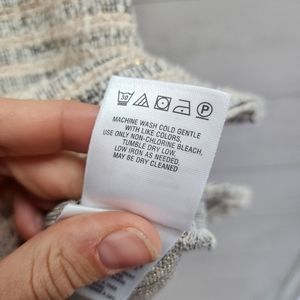 30 P
MACHINE WASH COLD GENTLE
WITH LIKE COLORS,
USE ONLY NON-CHLORINE BLEACH,
TUMBLE DRY LOW,
LOW IRON AS NEEDED,
MAY BE DRY CLEANED